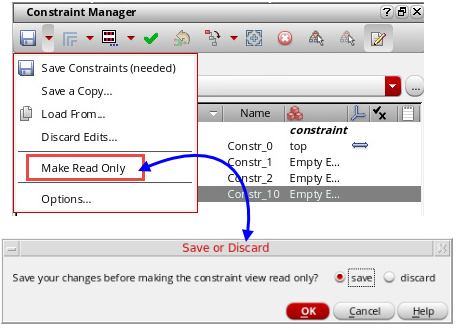 Constraint Manager
Save Constraints (needed)
Save a Copy...
Load From...
Discard Edits...
Make Read Only
Options...
Name
constraint
Constr_0 top
Constr_1 Empty E...
Constr_2 Empty E...
Constr_10 Empty E...
...
Save or Discard
Save your changes before making the constraint view read only? save discard
OK Cancel Help